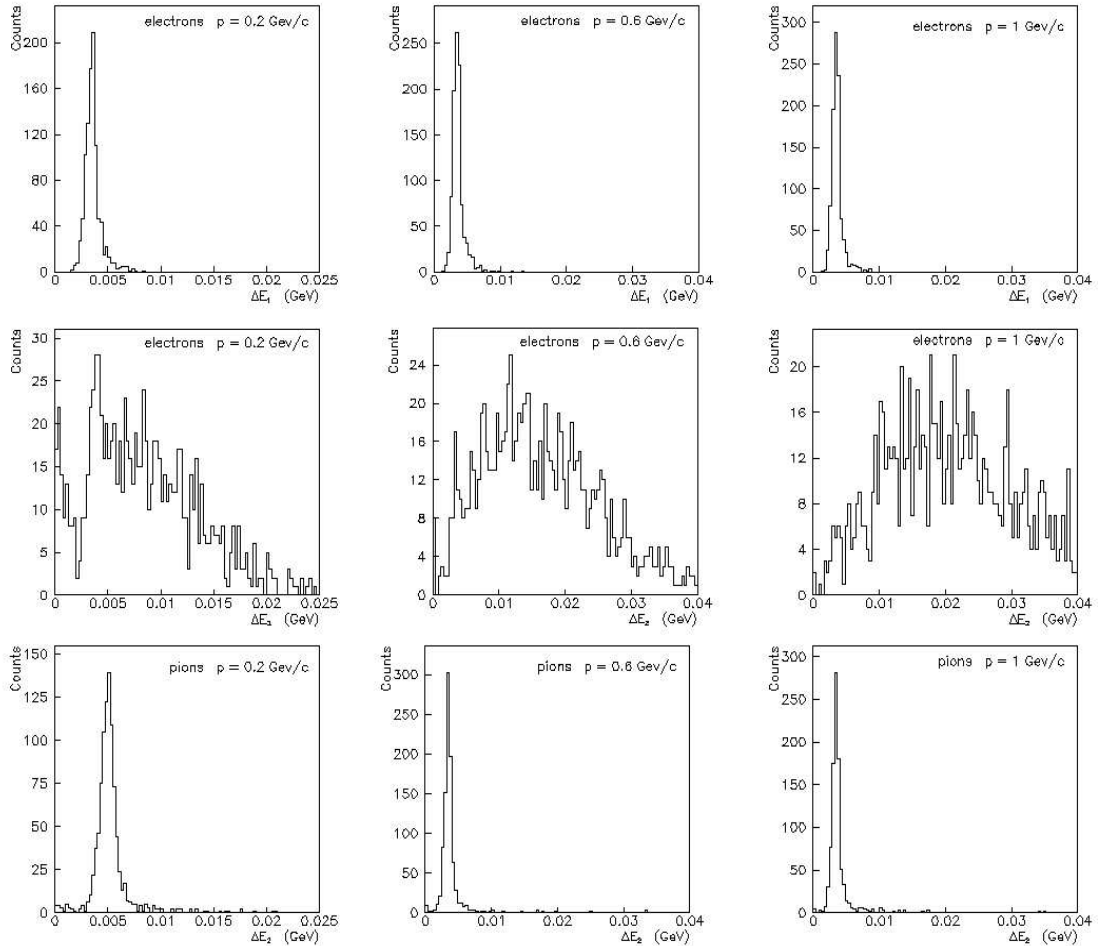 Counts
electrons p = 0.2 Gev/c
200
160
120
80
40
0
0 0.005 0.01 0.015 0.02 0.025
ΔE₁ (GeV)
Counts
electrons p = 0.6 Gev/c
250
200
150
100
50
0
0 0.01 0.02 0.03 0.04
ΔE₁ (GeV)
Counts
electrons p = 1 Gev/c
300
250
200
150
100
50
0
0 0.01 0.02 0.03 0.04
ΔE₁ (GeV)
Counts
electrons p = 0.2 Gev/c
30
25
20
15
10
5
0
0 0.005 0.01 0.015 0.02 0.025
ΔE₂ (GeV)
Counts
electrons p = 0.6 Gev/c
24
20
16
12
8
4
0
0 0.01 0.02 0.03 0.04
ΔE₂ (GeV)
Counts
electrons p = 1 Gev/c
20
16
12
8
4
0
0 0.01 0.02 0.03 0.04
ΔE₂ (GeV)
Counts
pions p = 0.2 Gev/c
150
125
100
75
50
25
0
0 0.005 0.01 0.015 0.02 0.025
ΔE₂ (GeV)
Counts
pions p = 0.6 Gev/c
300
250
200
150
100
50
0
0 0.01 0.02 0.03 0.04
ΔE₂ (GeV)
Counts
pions p = 1 Gev/c
300
250
200
150
100
50
0
0 0.01 0.02 0.03 0.04
ΔE₂ (GeV)